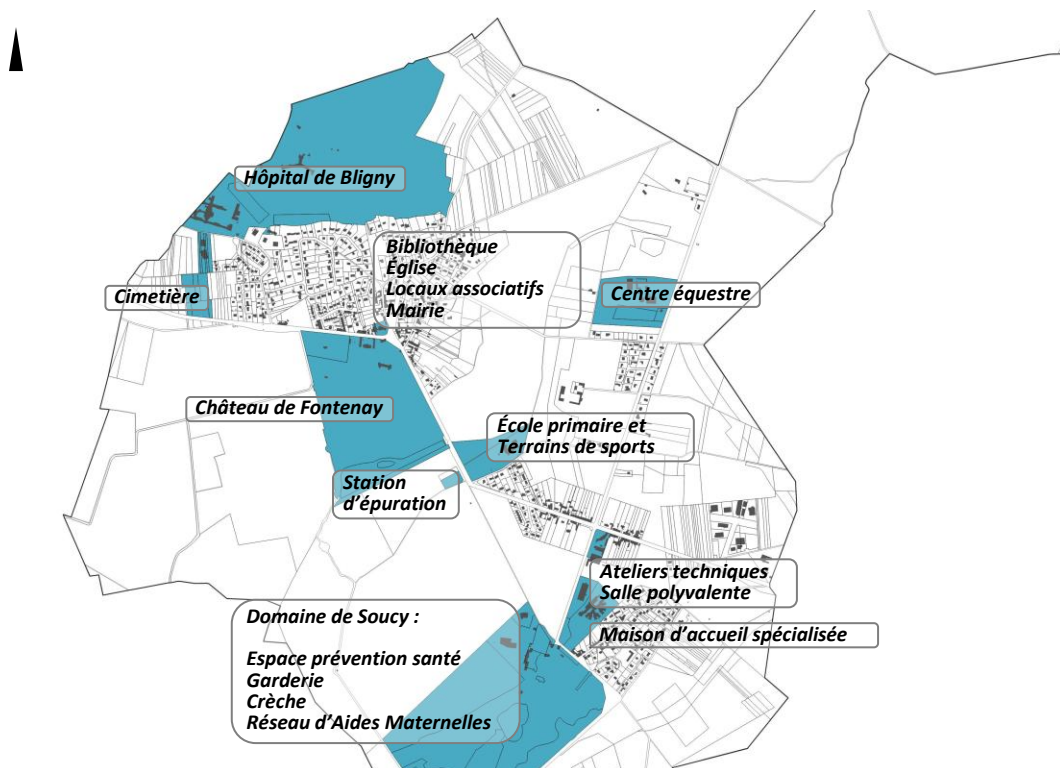 Hôpital de Bligny
Bibliothèque
Église
Locaux associatifs
Mairie
Cimetière
Centre équestre
Château de Fontenay
École primaire et
Terrains de sports
Station
d’épuration
Ateliers techniques
Salle polyvalente
Maison d’accueil spécialisée
Domaine de Soucy :
Espace prévention santé
Garderie
Crèche
Réseau d’Aides Maternelles